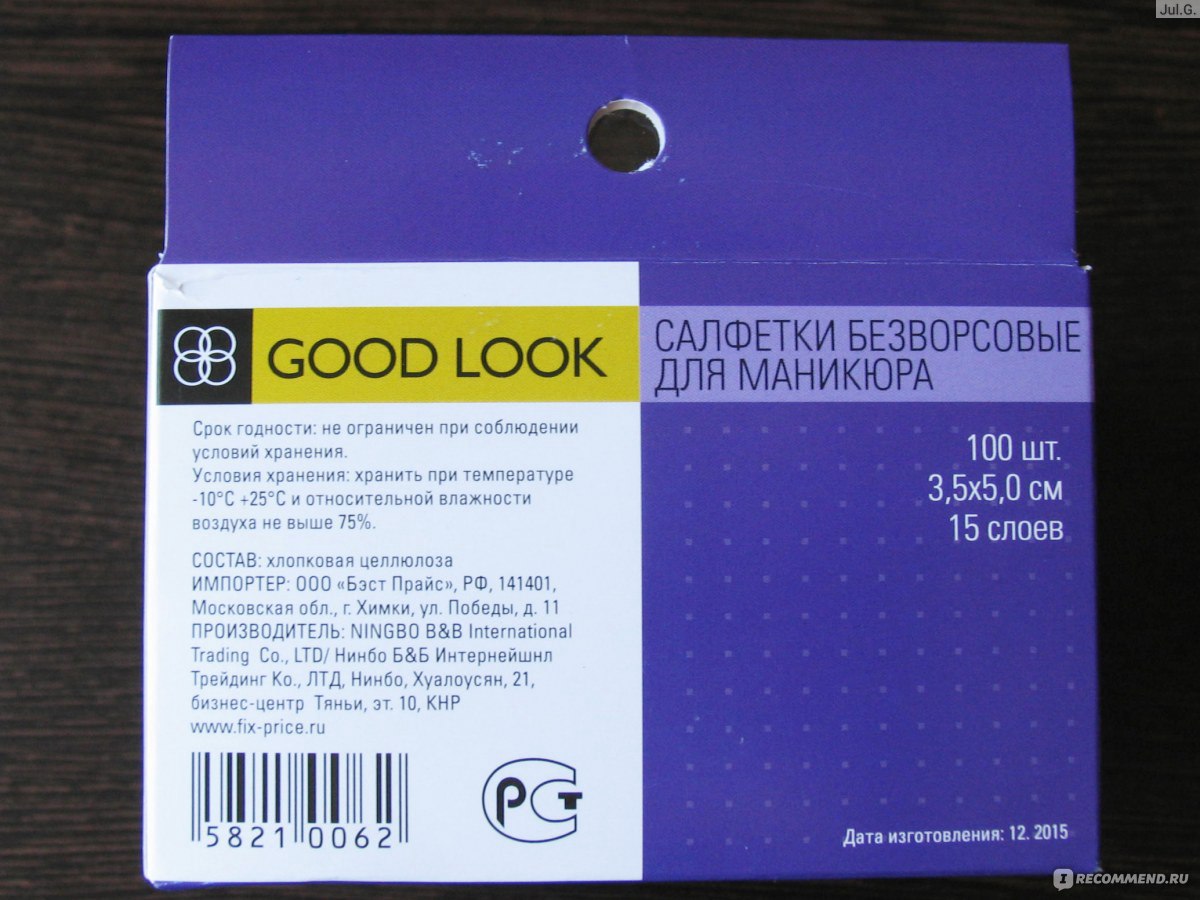 Jul.G.
GOOD LOOK
САЛФЕТКИ БЕЗВОРСОВЫЕ
ДЛЯ МАНИКЮРА
Срок годности: не ограничен при соблюдении
условий хранения.
Условия хранения: хранить при температуре
-10°С +25°С и относительной влажности
воздуха не выше 75%.
СОСТАВ: хлопковая целлюлоза
ИМПОРТЕР: ООО «Бэст Прайс», РФ, 141401,
Московская обл., г. Химки, ул. Победы, д. 11
ПРОИЗВОДИТЕЛЬ: NINGBO B&B International
Trading Co., LTD/ Нинбо Б&Б Интернейшнл
Трейдинг Ко., ЛТД, Нинбо, Хуалоусян, 21,
бизнес-центр Тяньи, эт. 10, КНР
www.fix-price.ru
58210062
РСТ
100 шт.
3,5х5,0 см
15 слоев
Дата изготовления: 12. 2015
IRECOMMEND.RU